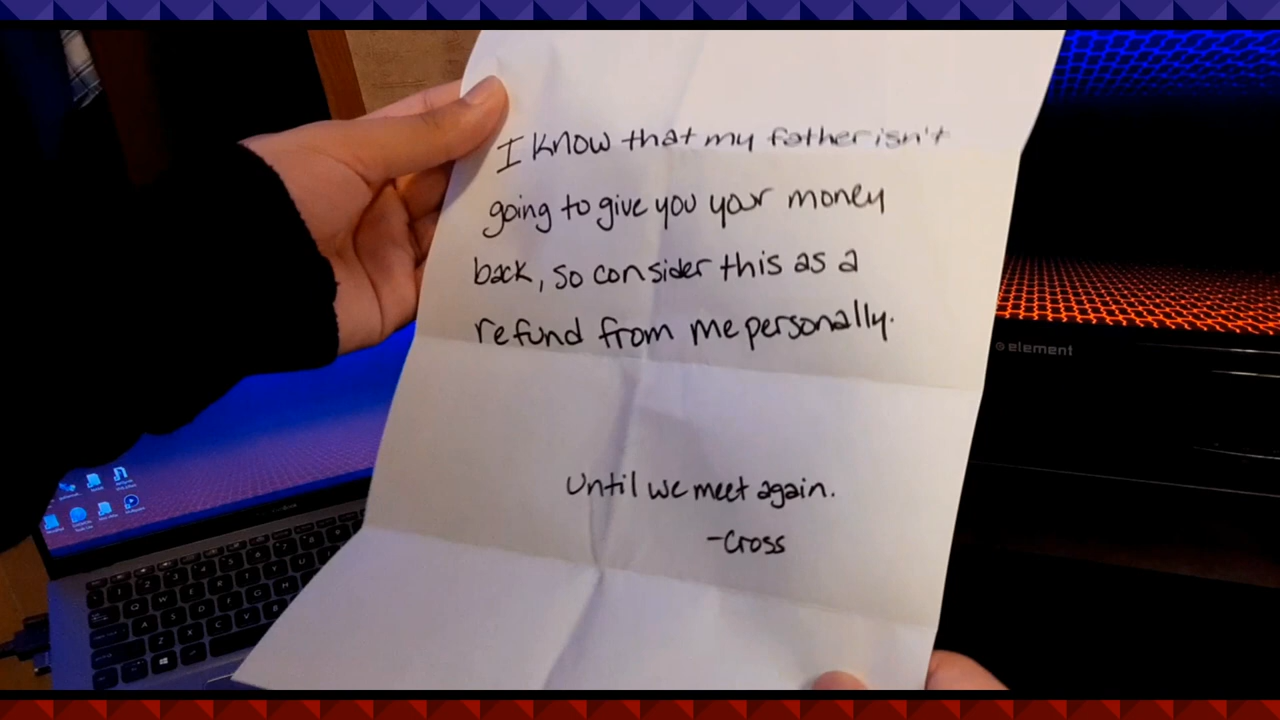 I know that my father isn't
going to give you your money
back, so consider this as a
refund from me personally.
Until we meet again.
-Cross
element